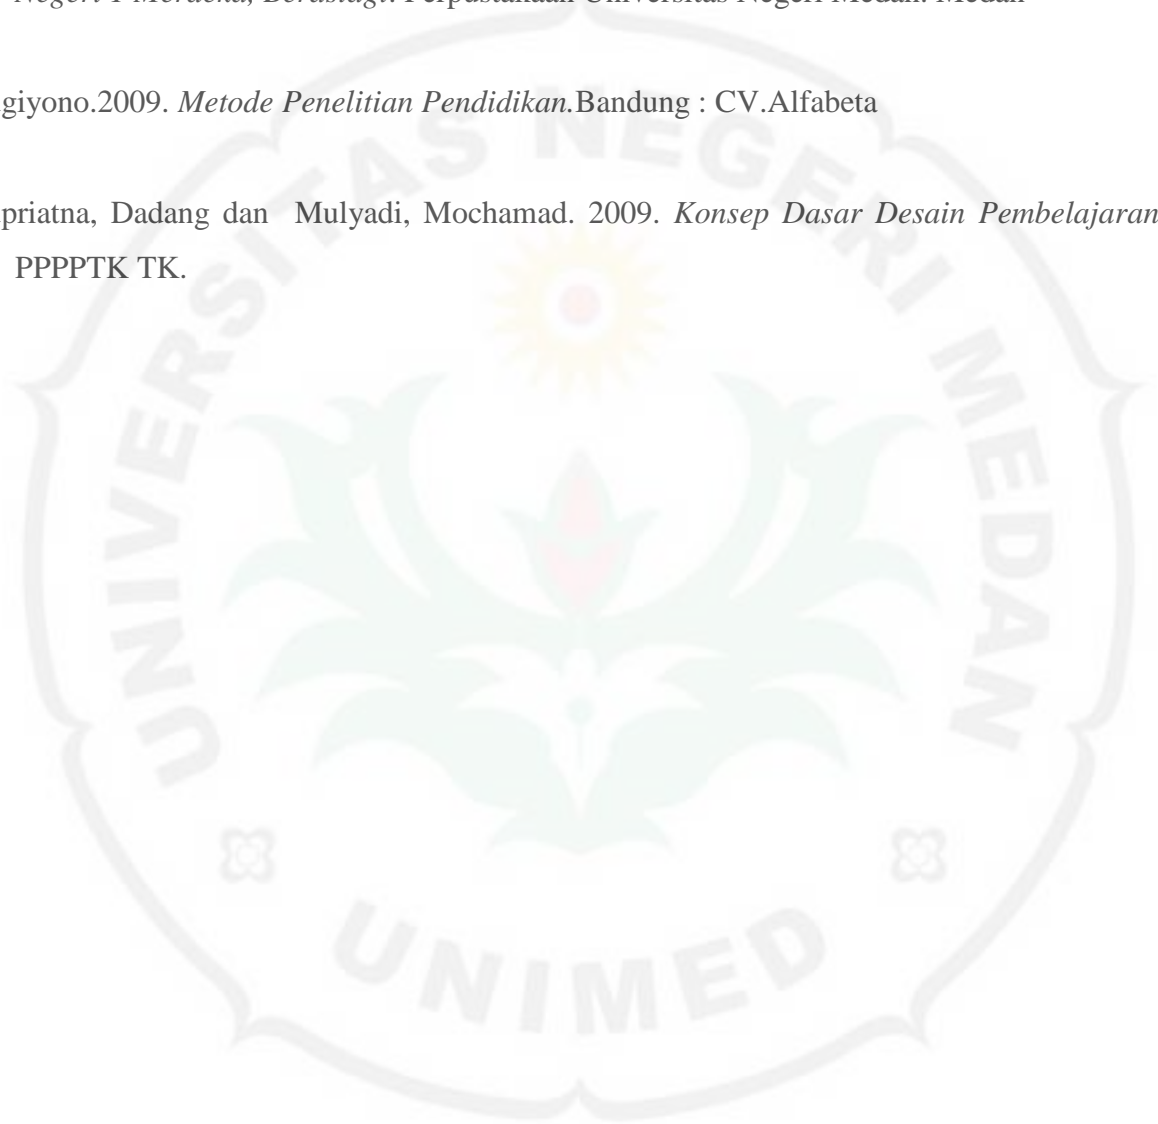 Negeri 1 Merdeka, Berastagi. Perpustakaan Universitas Negeri Medan. Medan
giyono.2009. Metode Penelitian Pendidikan.Bandung : CV.Alfabeta
priatna, Dadang dan Mulyadi, Mochamad. 2009. Konsep Dasar Desain Pembelajaran
PPPPTK TK.
UNIVERSITAS NEGERI MEDAN
UNIMED